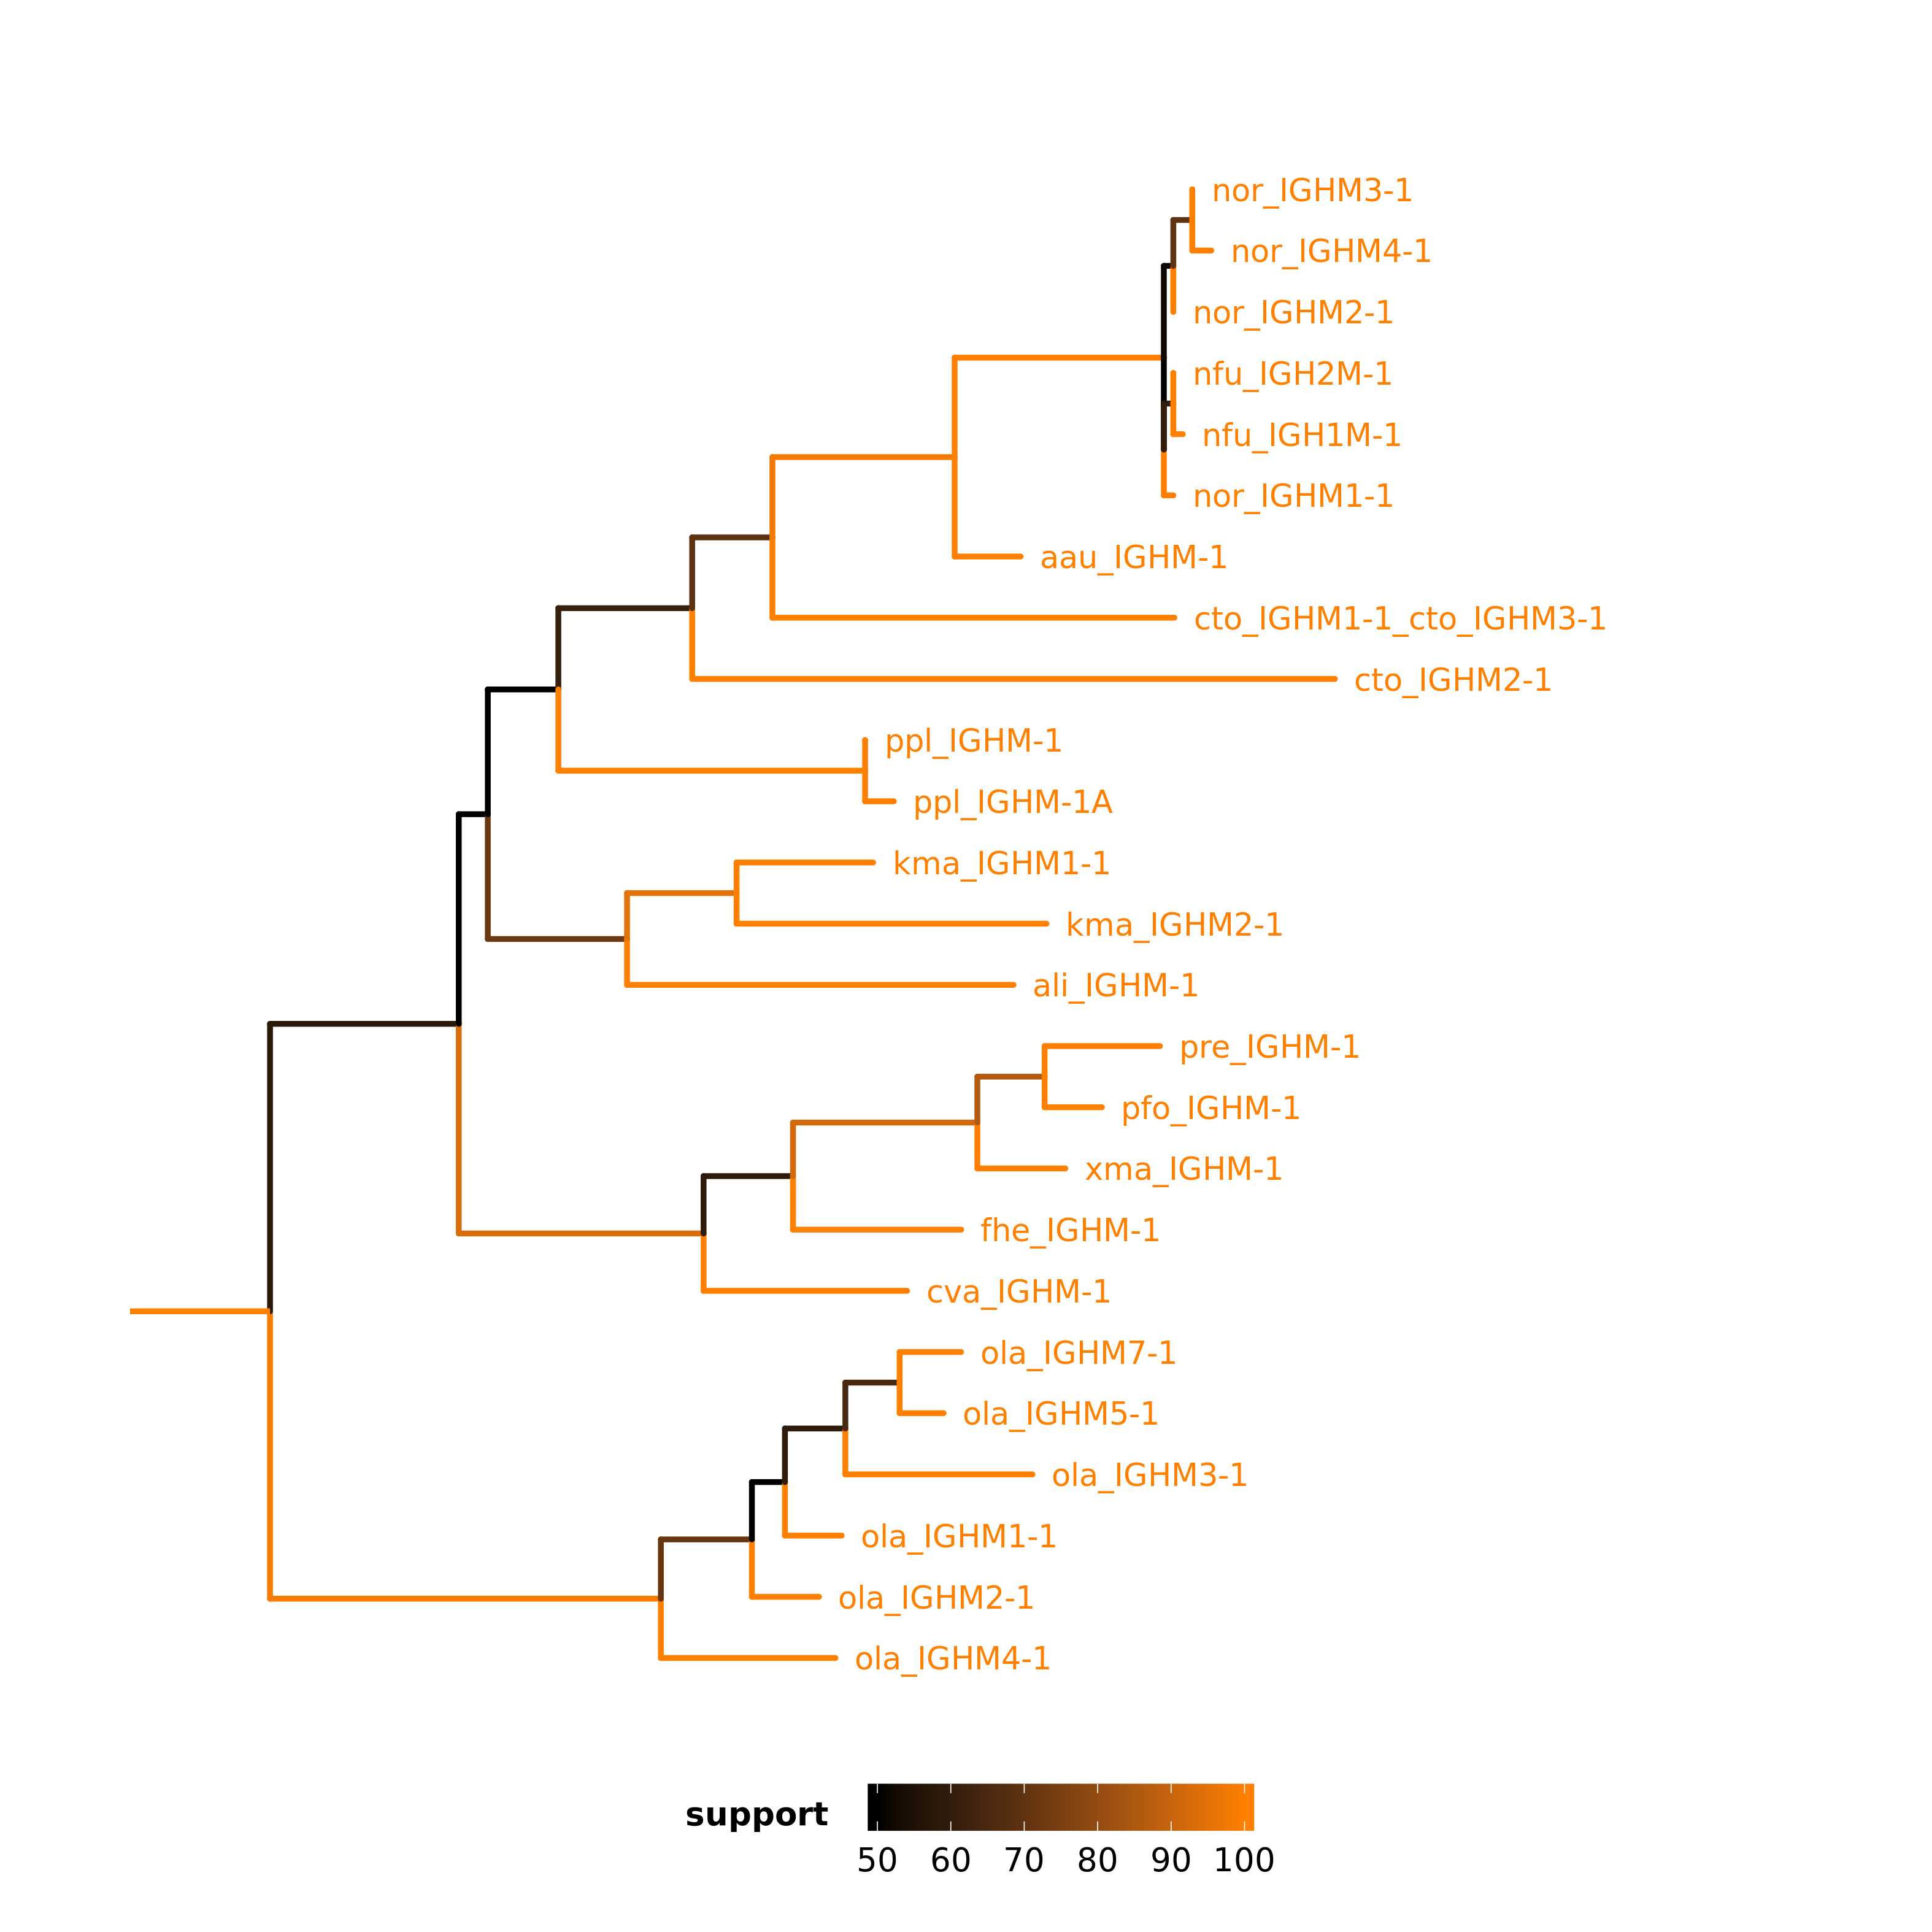 nor_IGHM3-1
nor_IGHM4-1
nor_IGHM2-1
nfu_IGH2M-1
nfu_IGH1M-1
nor_IGHM1-1
aau_IGHM-1
cto_IGHM1-1_cto_IGHM3-1
cto_IGHM2-1
ppl_IGHM-1
ppl_IGHM-1A
kma_IGHM1-1
kma_IGHM2-1
ali_IGHM-1
pre_IGHM-1
pfo_IGHM-1
xma_IGHM-1
fhe_IGHM-1
cva_IGHM-1
ola_IGHM7-1
ola_IGHM5-1
ola_IGHM3-1
ola_IGHM1-1
ola_IGHM2-1
ola_IGHM4-1
support
50 60 70 80 90 100